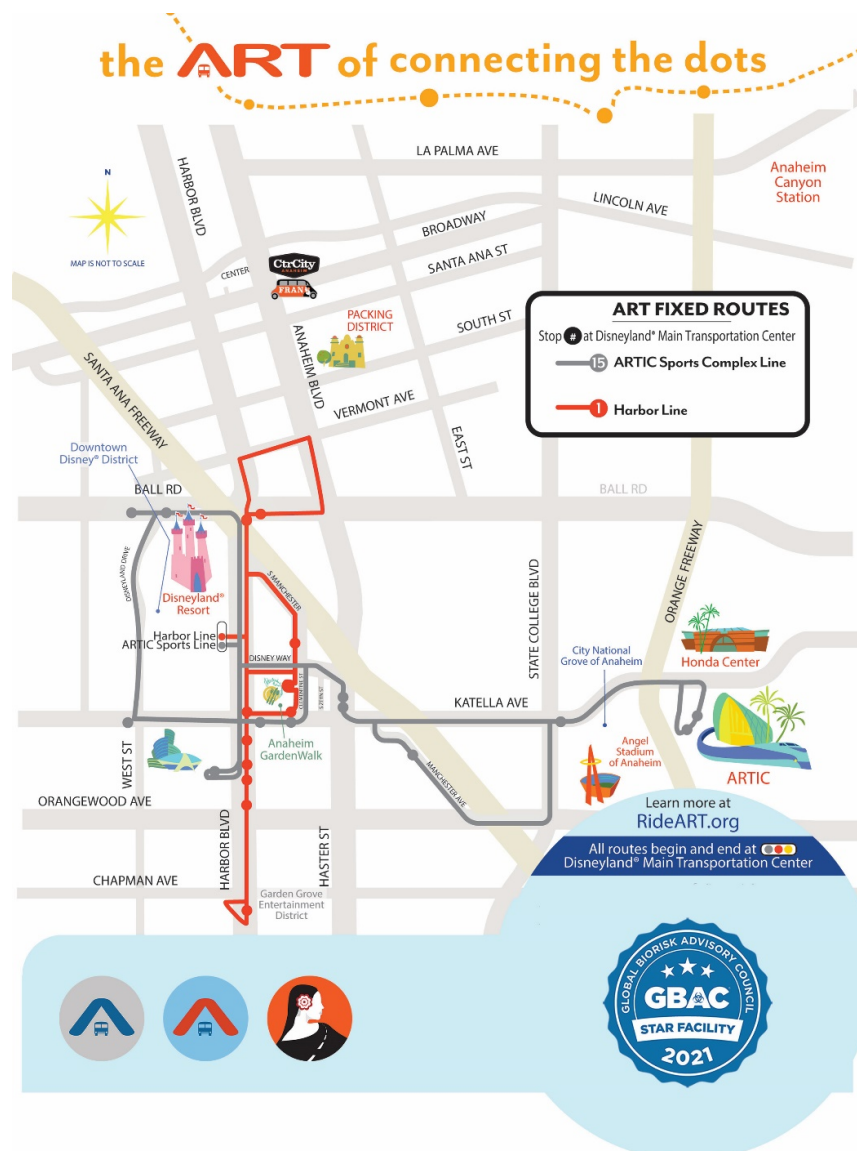 the ART of connecting the dots
LA PALMA AVE
HARBOR BLVD
Anaheim
Canyon
Station
N
LINCOLN AVE
BROADWAY
MAP IS NOT TO SCALE
CENTER
CtrCity
ANAHEIM
FRAN
SANTA ANA ST
PACKING
DISTRICT
SOUTH ST
ANAHEIM BLVD
ART FIXED ROUTES
Stop # at Disneyland® Main Transportation Center
15 ARTIC Sports Complex Line
1 Harbor Line
SANTA ANA FREEWAY
VERMONT AVE
EAST ST
Downtown
Disney® District
BALL RD
BALL RD
DISNEYLAND DRIVE
Disneyland®
Resort
S MANCHESTER
STATE COLLEGE BLVD
ORANGE FREEWAY
Harbor Line
ARTIC Sports Line
DISNEY WAY
City National
Grove of Anaheim
Honda Center
CLEMENTINE ST
KATELLA AVE
Anaheim
GardenWalk
WEST ST
MANCHESTER AVE
Angel
Stadium
of Anaheim
ARTIC
ORANGEWOOD AVE
HARBOR BLVD
HASTER ST
Learn more at
RideART.org
All routes begin and end at
Disneyland® Main Transportation Center
CHAPMAN AVE
Garden Grove
Entertainment
District
GLOBAL BIORISK ADVISORY COUNCIL
GBAC
STAR FACILITY
2021